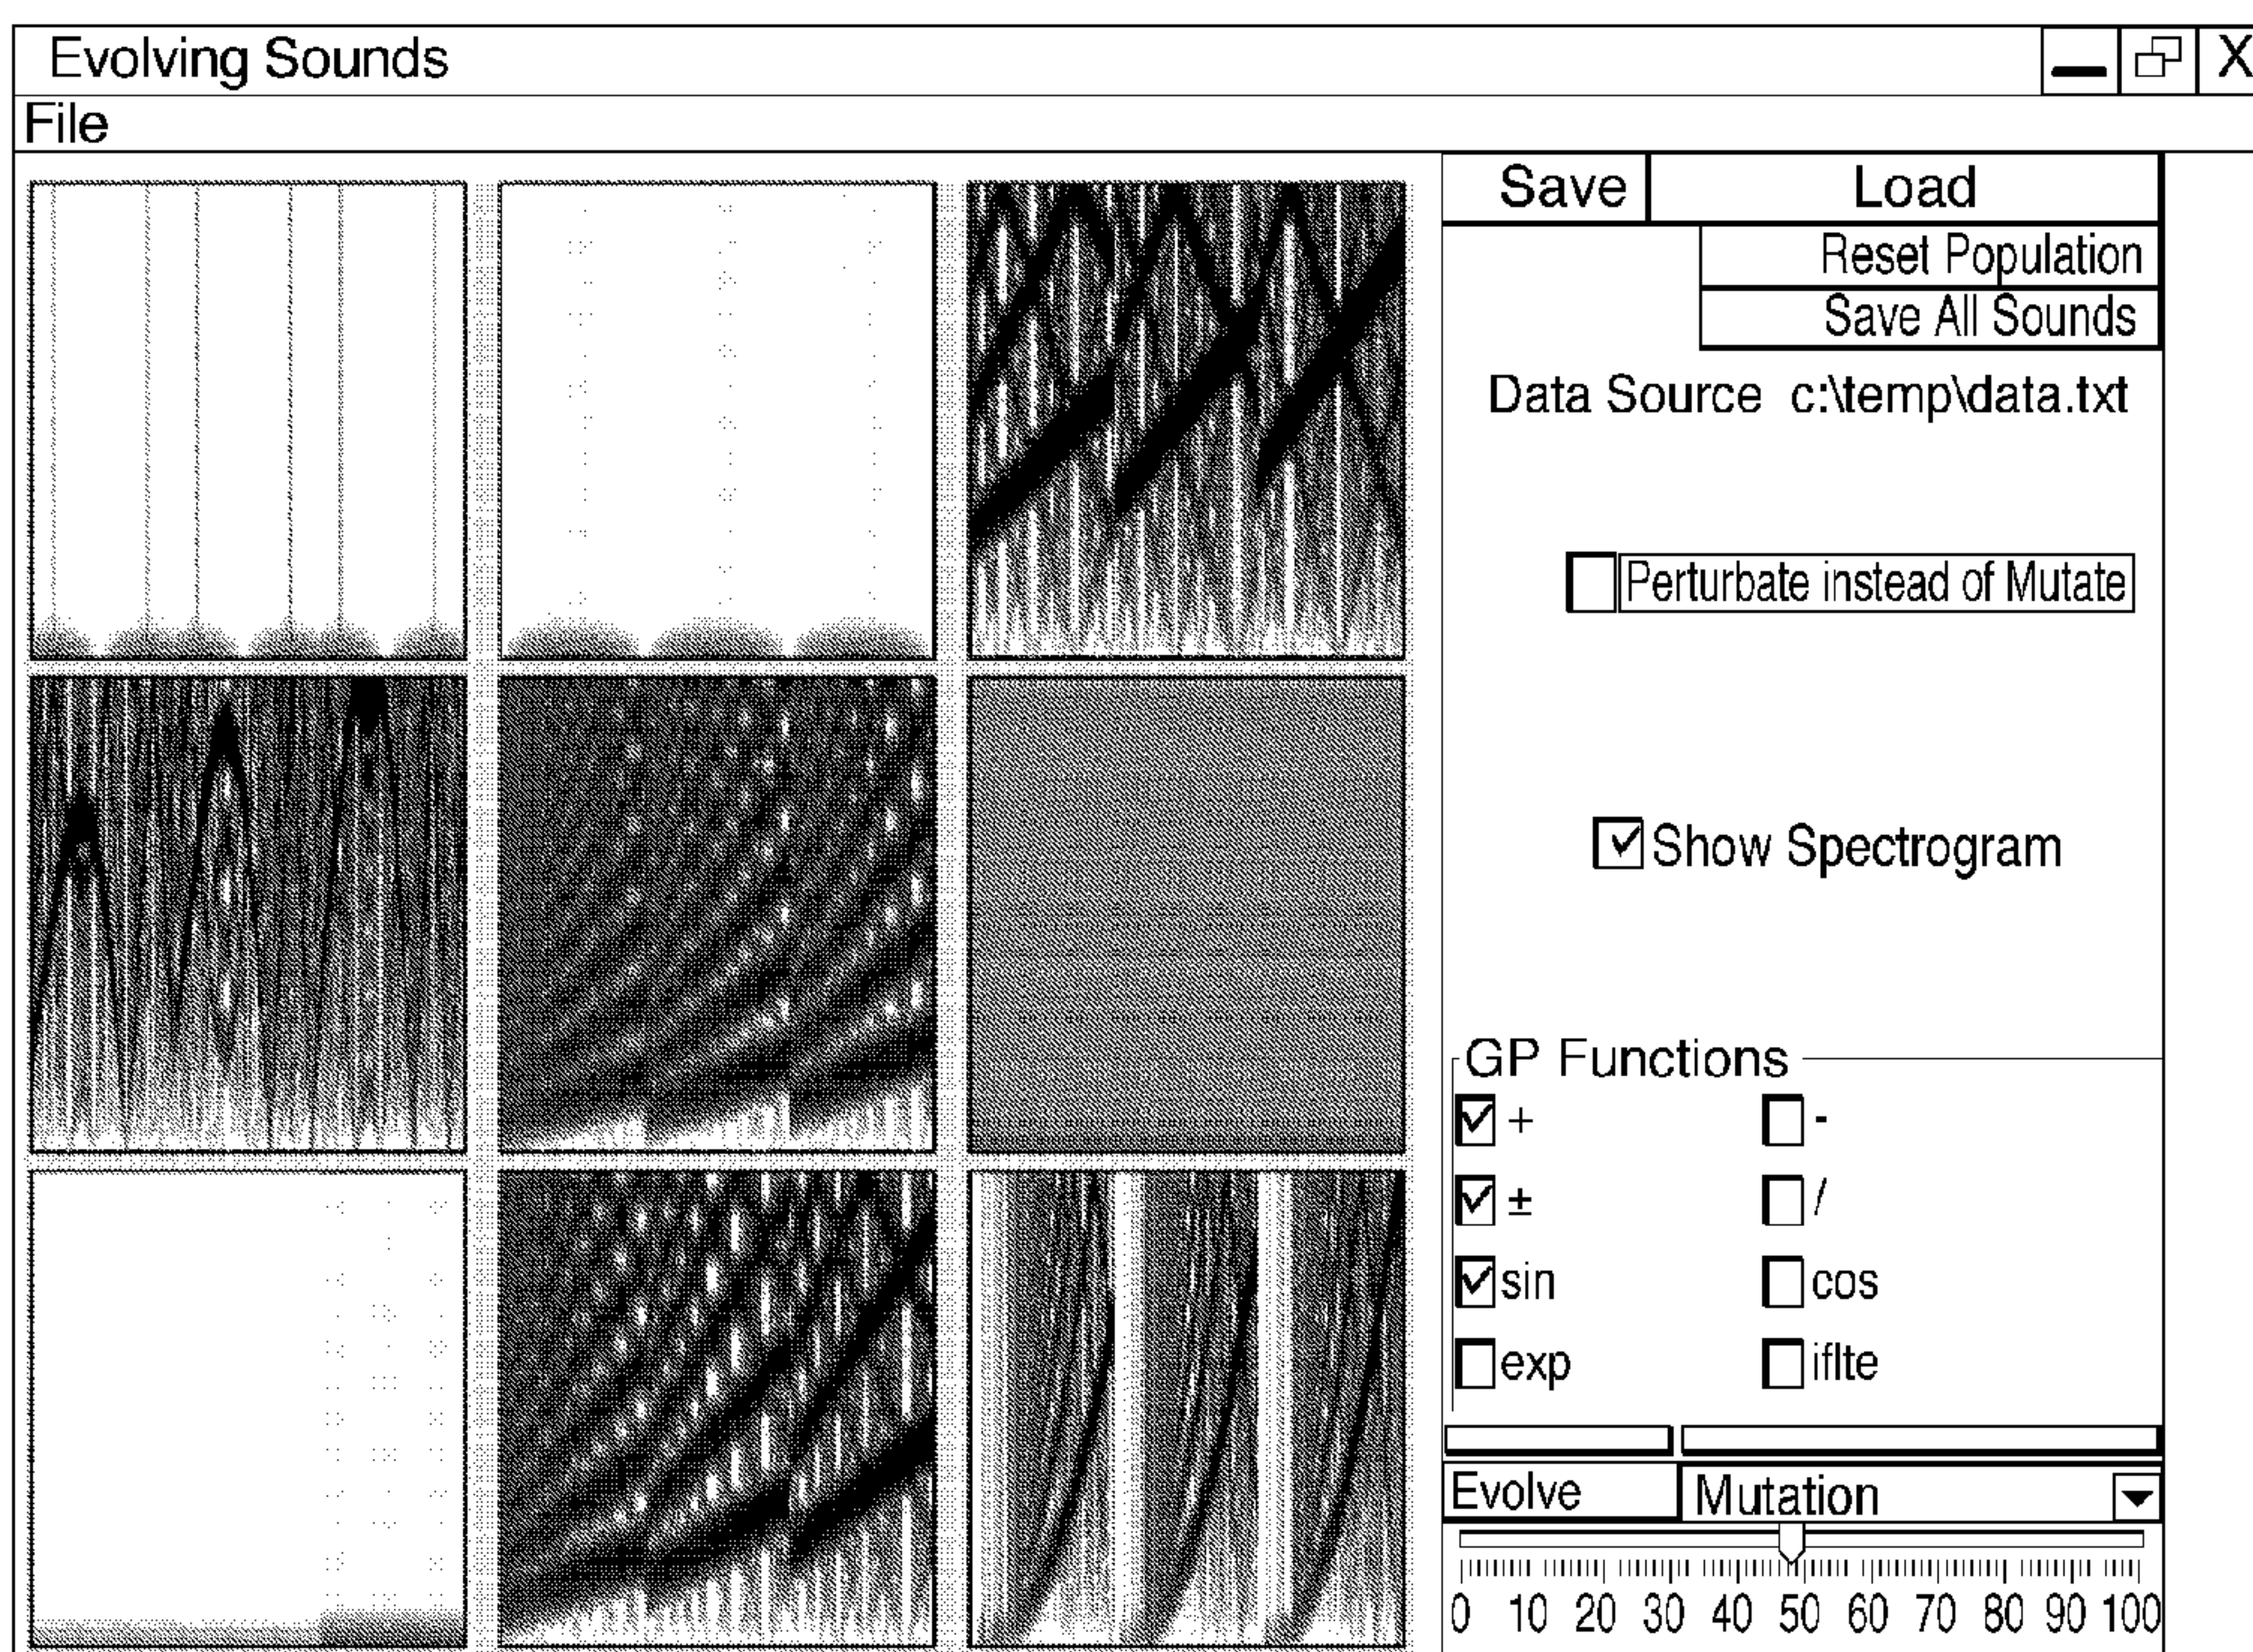 Evolving Sounds X
File
Save Load
Reset Population
Save All Sounds
Data Source c:\temp\data.txt
Perturbate instead of Mutate
Show Spectrogram
GP Functions
+ -
± /
sin cos
exp iflte
Evolve Mutation
0 10 20 30 40 50 60 70 80 90 100